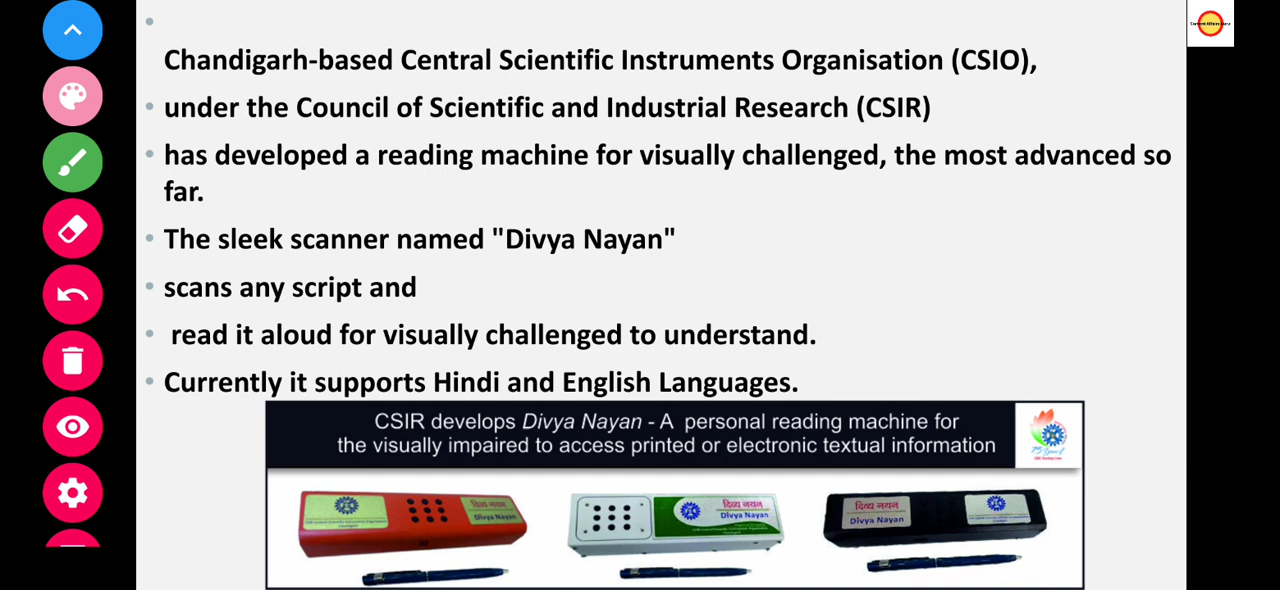 Chandigarh-based Central Scientific Instruments Organisation (CSIO),
under the Council of Scientific and Industrial Research (CSIR)
has developed a reading machine for visually challenged, the most advanced so
far.
The sleek scanner named "Divya Nayan"
scans any script and
read it aloud for visually challenged to understand.
Currently it supports Hindi and English Languages.
CSIR develops Divya Nayan - A personal reading machine for
the visually impaired to access printed or electronic textual information
दिव्य नयन
Divya Nayan
दिव्य नयन
Divya Nayan
दिव्य नयन
Divya Nayan